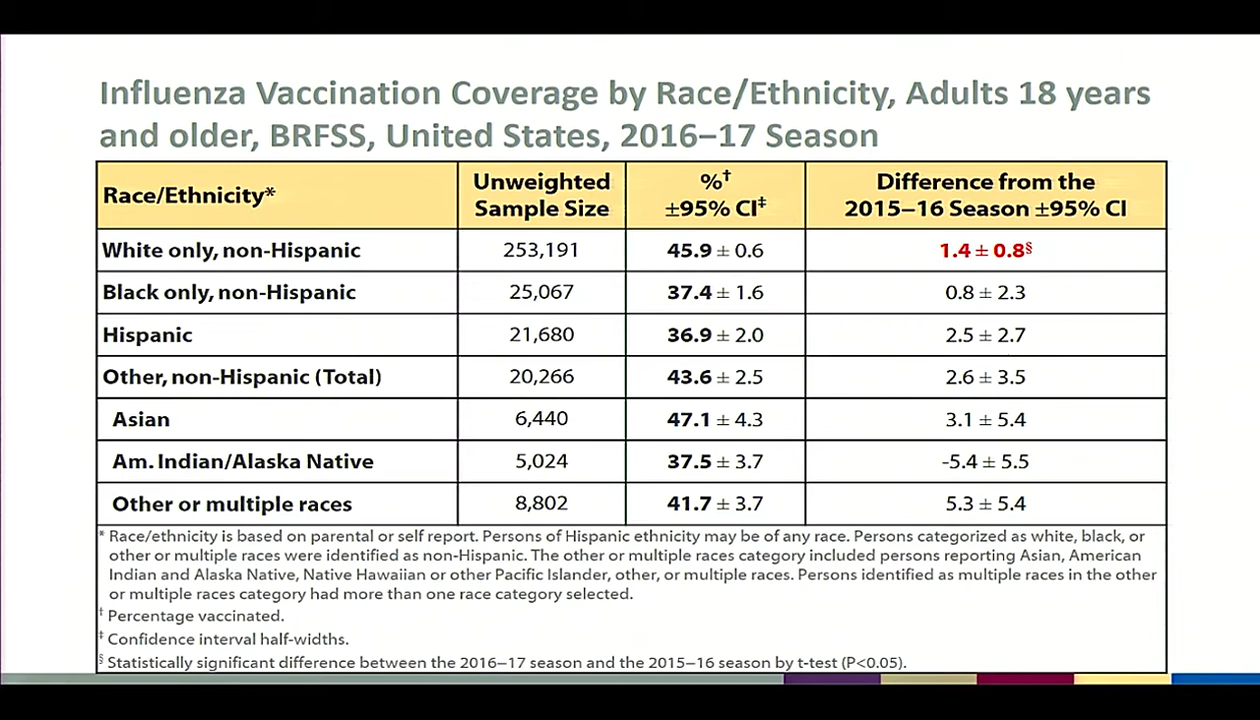 Influenza Vaccination Coverage by Race/Ethnicity, Adults 18 years
and older, BRFSS, United States, 2016–17 Season
Race/Ethnicity* Unweighted Sample Size %† ±95% CI‡ Difference from the 2015–16 Season ±95% CI
White only, non-Hispanic 253,191 45.9 ± 0.6 1.4 ± 0.8§
Black only, non-Hispanic 25,067 37.4 ± 1.6 0.8 ± 2.3
Hispanic 21,680 36.9 ± 2.0 2.5 ± 2.7
Other, non-Hispanic (Total) 20,266 43.6 ± 2.5 2.6 ± 3.5
Asian 6,440 47.1 ± 4.3 3.1 ± 5.4
Am. Indian/Alaska Native 5,024 37.5 ± 3.7 -5.4 ± 5.5
Other or multiple races 8,802 41.7 ± 3.7 5.3 ± 5.4
* Race/ethnicity is based on parental or self report. Persons of Hispanic ethnicity may be of any race. Persons categorized as white, black, or
other or multiple races were identified as non-Hispanic. The other or multiple races category included persons reporting Asian, American
Indian and Alaska Native, Native Hawaiian or other Pacific Islander, other, or multiple races. Persons identified as multiple races in the other
or multiple races category had more than one race category selected.
† Percentage vaccinated.
‡ Confidence interval half-widths.
§ Statistically significant difference between the 2016–17 season and the 2015–16 season by t-test (P<0.05).